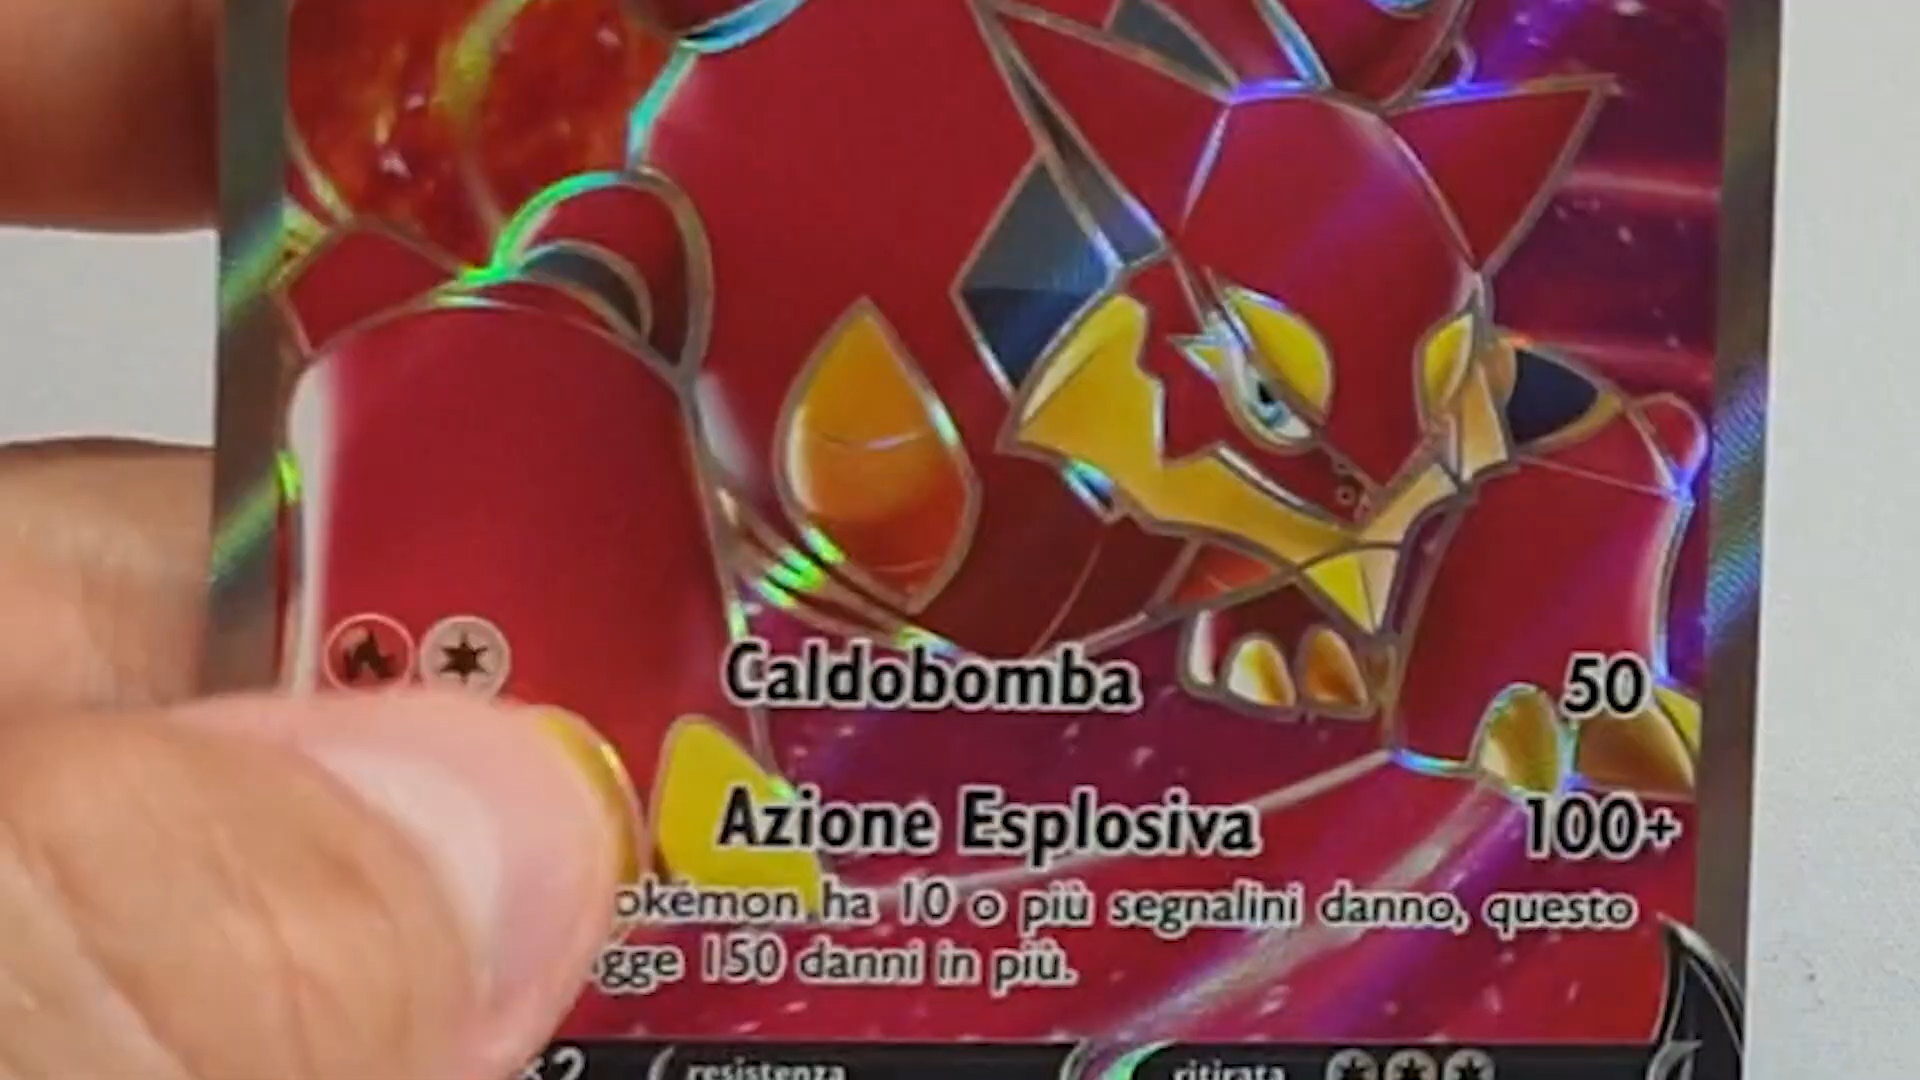 Caldobomba 50
Azione Esplosiva 100+
okémon ha 10 o più segnalini danno, questo
gge 150 danni in più.
×2 resistenza ritirata